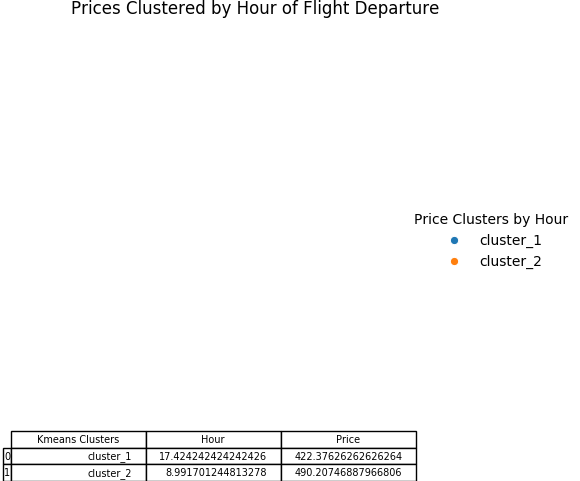 Prices Clustered by Hour of Flight Departure
Price Clusters by Hour
cluster_1
cluster_2
Kmeans Clusters Hour Price
0 cluster_1 17.424242424242426 422.37626262626264
1 cluster_2 8.991701244813278 490.20746887966806